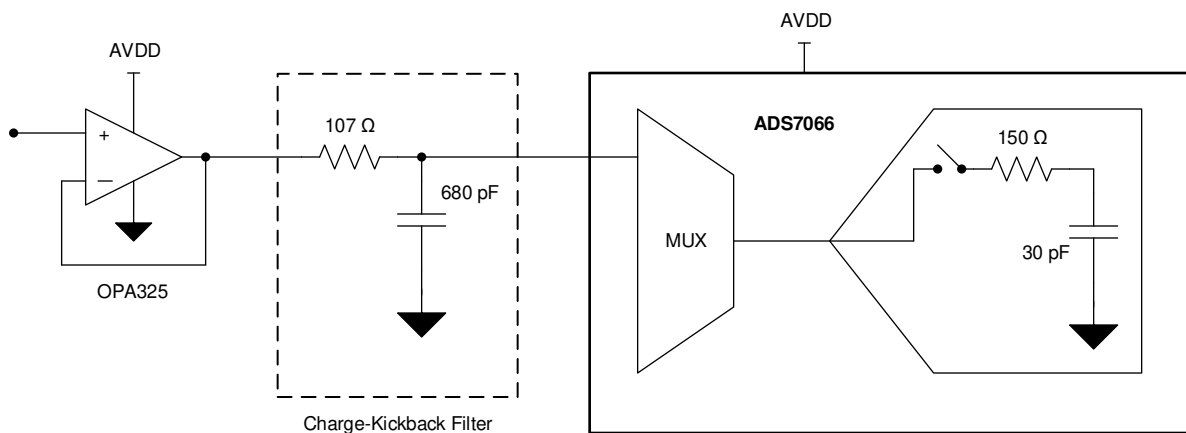 AVDD
+
−
OPA325
107 Ω
680 pF
Charge-Kickback Filter
AVDD
ADS7066
MUX
150 Ω
30 pF